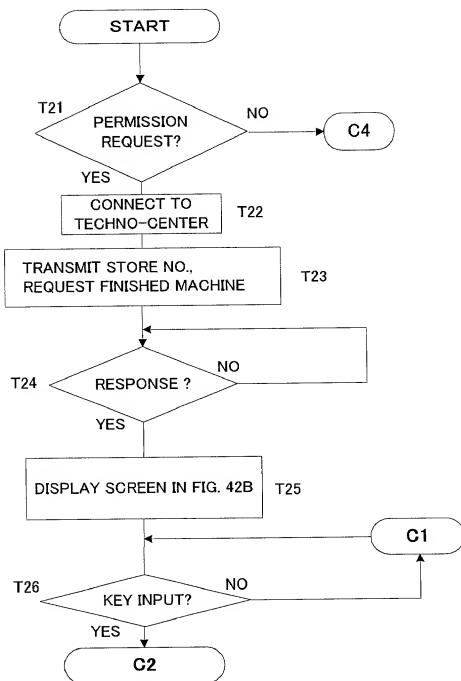 START
T21
PERMISSION
REQUEST?
NO
C4
YES
CONNECT TO
TECHNO-CENTER
T22
TRANSMIT STORE NO.,
REQUEST FINISHED MACHINE
T23
T24
RESPONSE ?
NO
YES
DISPLAY SCREEN IN FIG. 42B
T25
C1
T26
KEY INPUT?
NO
YES
C2